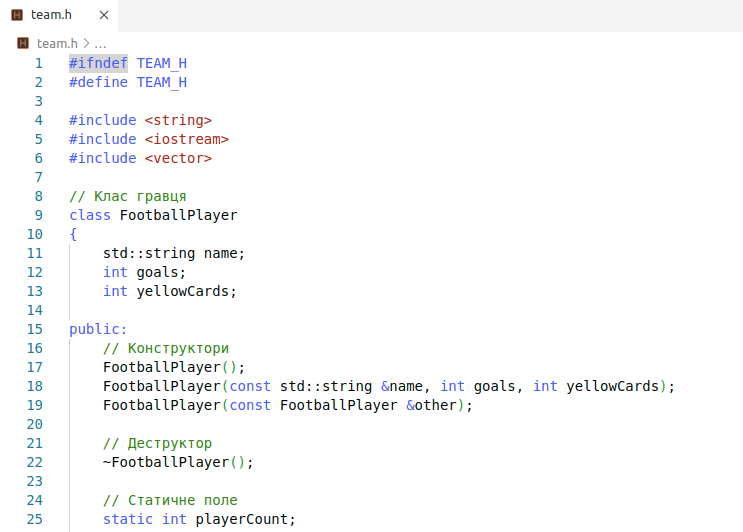 team.h ×
team.h > ...
1 #ifndef TEAM_H
2 #define TEAM_H
3
4 #include <string>
5 #include <iostream>
6 #include <vector>
7
8 // Клас гравця
9 class FootballPlayer
10 {
11     std::string name;
12     int goals;
13     int yellowCards;
14
15 public:
16     // Конструктори
17     FootballPlayer();
18     FootballPlayer(const std::string &name, int goals, int yellowCards);
19     FootballPlayer(const FootballPlayer &other);
20
21     // Деструктор
22     ~FootballPlayer();
23
24     // Статичне поле
25     static int playerCount;